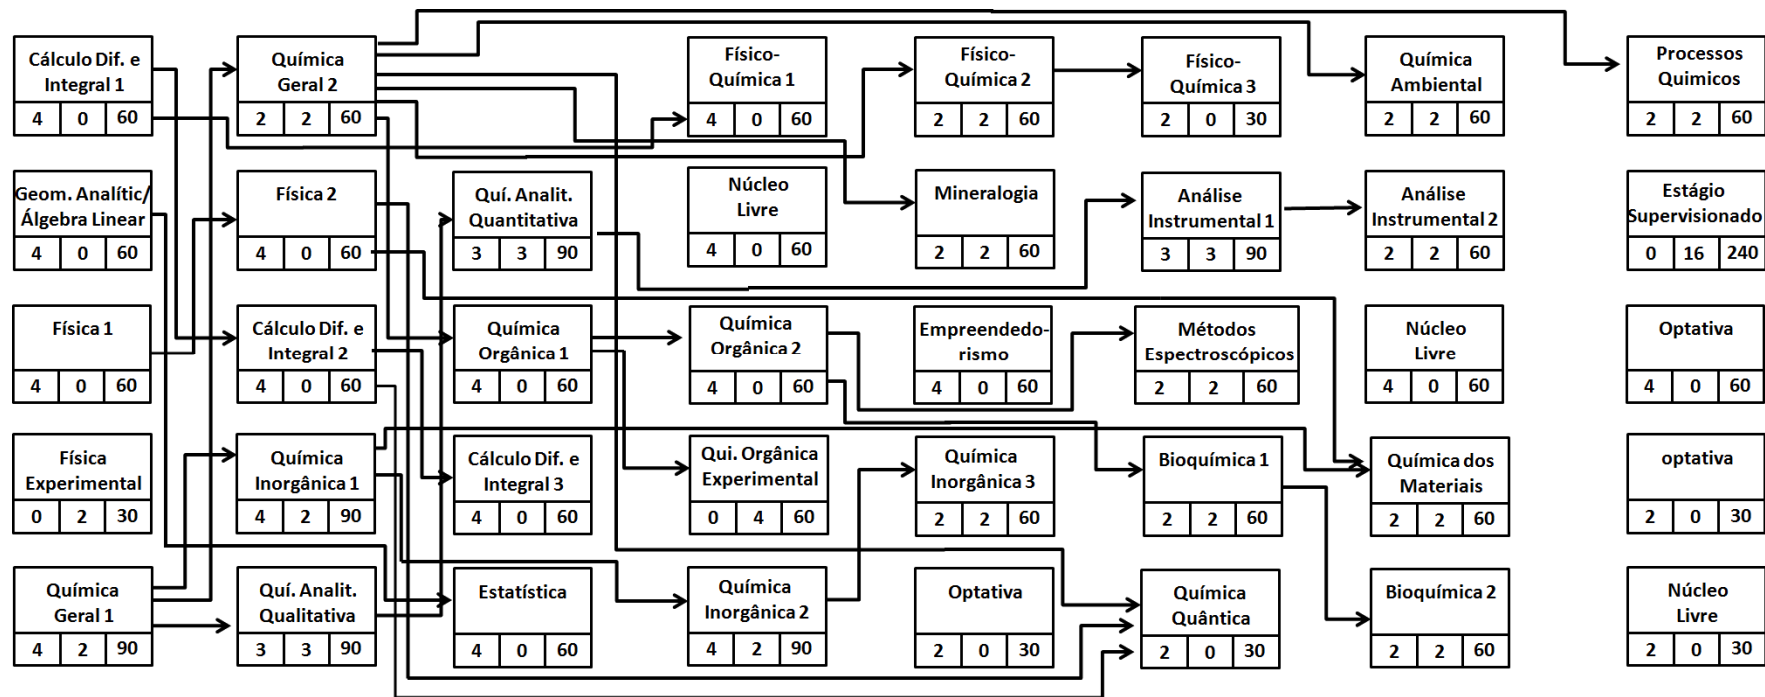 Cálculo Dif. e
Integral 1
4 0 60
Química
Geral 2
2 2 60
Físico-
Química 1
4 0 60
Físico-
Química 2
2 2 60
Físico-
Química 3
2 0 30
Química
Ambiental
2 2 60
Processos
Quimicos
2 2 60
Geom. Analític/
Álgebra Linear
4 0 60
Física 2
4 0 60
Quí. Analit.
Quantitativa
3 3 90
Núcleo
Livre
4 0 60
Mineralogia
2 2 60
Análise
Instrumental 1
3 3 90
Análise
Instrumental 2
2 2 60
Estágio
Supervisionado
0 16 240
Física 1
4 0 60
Cálculo Dif. e
Integral 2
4 0 60
Química
Orgânica 1
4 0 60
Química
Orgânica 2
4 0 60
Empreendedo-
rismo
4 0 60
Métodos
Espectroscópicos
2 2 60
Núcleo
Livre
4 0 60
Optativa
4 0 60
Física
Experimental
0 2 30
Química
Inorgânica 1
4 2 90
Cálculo Dif. e
Integral 3
4 0 60
Qui. Orgânica
Experimental
0 4 60
Química
Inorgânica 3
2 2 60
Bioquímica 1
2 2 60
Química dos
Materiais
2 2 60
optativa
2 0 30
Química
Geral 1
4 2 90
Quí. Analit.
Qualitativa
3 3 90
Estatística
4 0 60
Química
Inorgânica 2
4 2 90
Optativa
2 0 30
Química
Quântica
2 0 30
Bioquímica 2
2 2 60
Núcleo
Livre
2 0 30